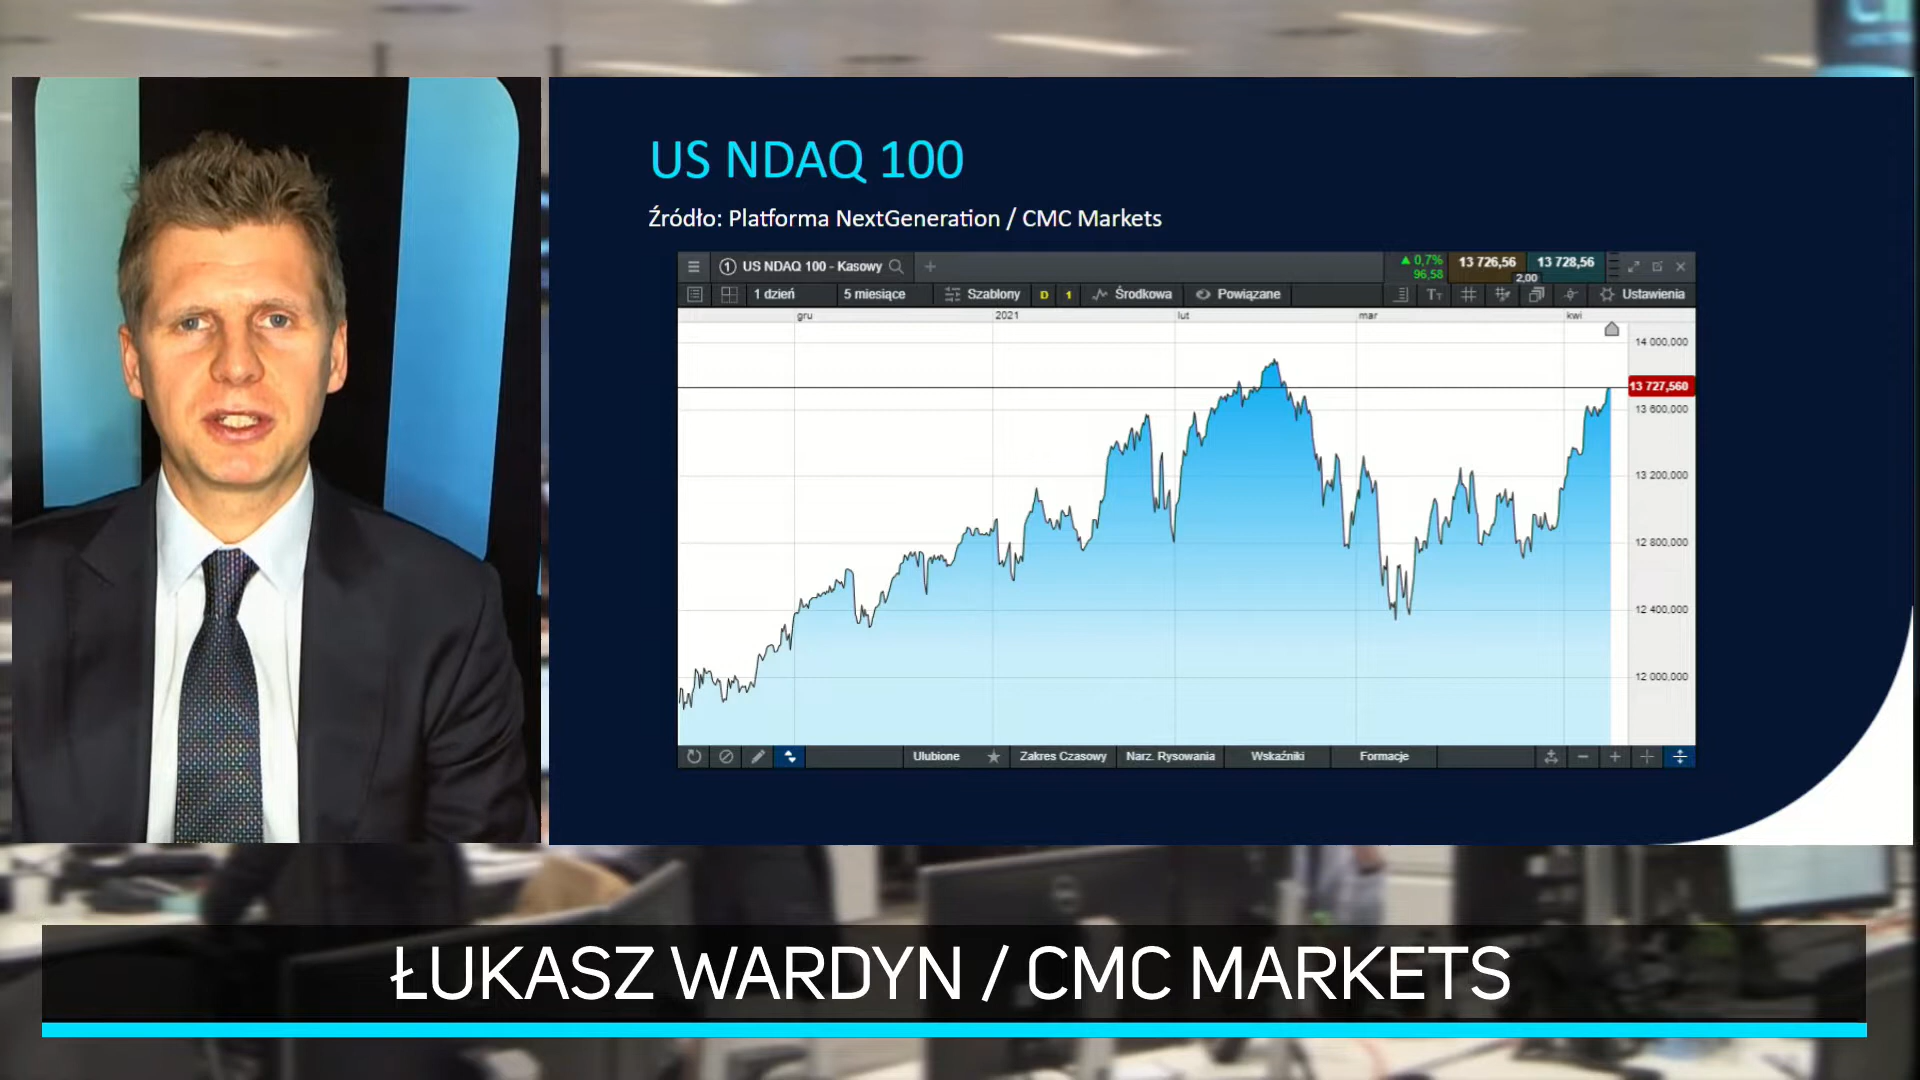 US NDAQ 100
Źródło: Platforma NextGeneration / CMC Markets
1 US NDAQ 100 - Kasowy
0,7%
96,58
13 726,56
13 728,56
2,00
1 dzień
5 miesiące
Szablony
D
1
Środkowa
Powiązane
Ustawienia
gru
2021
lut
mar
kwi
14 000,000
13 727,560
13 600,000
13 200,000
12 800,000
12 400,000
12 000,000
Ulubione
Zakres Czasowy
Narz. Rysowania
Wskaźniki
Formacje
ŁUKASZ WARDYN / CMC MARKETS